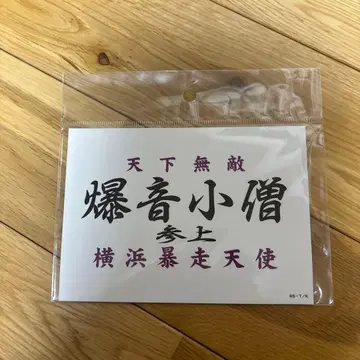 天下無敵
爆音小僧
参上
横浜暴走天使